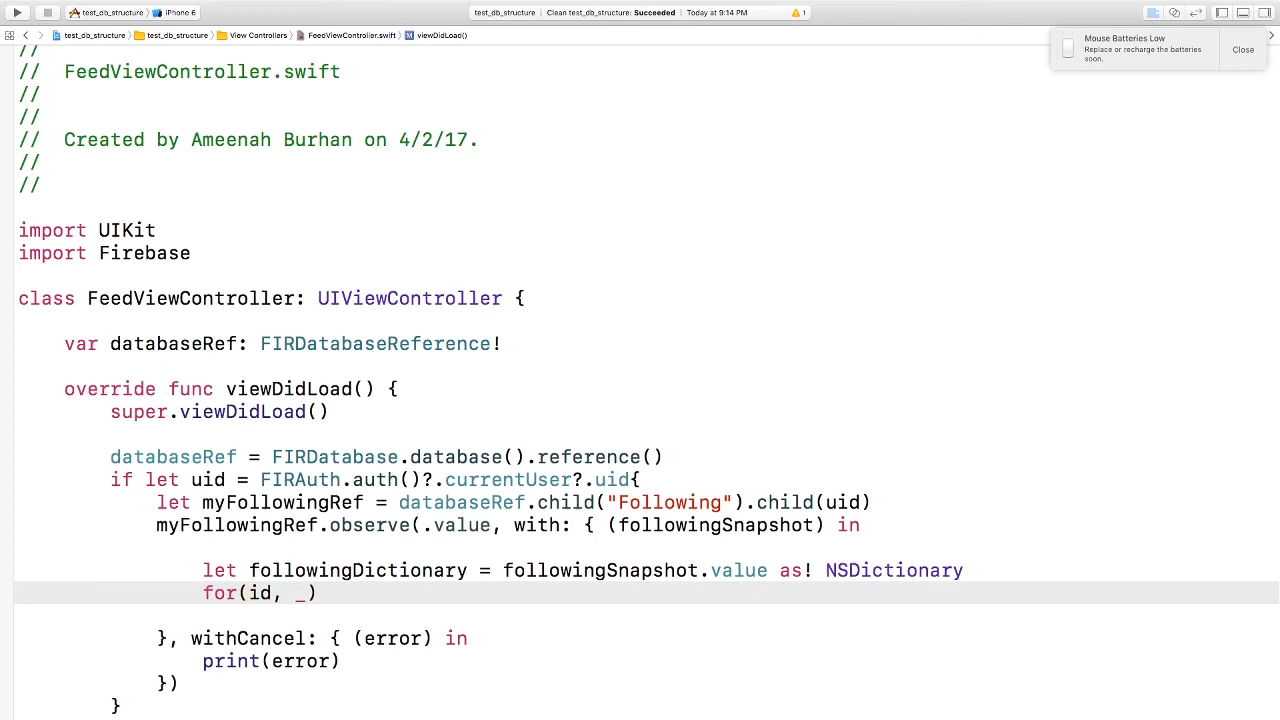 test_db_structure iPhone 6 test_db_structure Clean test_db_structure: Succeeded Today at 9:14 PM 1
test_db_structure test_db_structure View Controllers FeedViewController.swift M viewDidLoad()
Mouse Batteries Low
Replace or recharge the batteries
soon.
Close
//
// FeedViewController.swift
//
//
// Created by Ameenah Burhan on 4/2/17.
//
//
import UIKit
import Firebase
class FeedViewController: UIViewController {
var databaseRef: FIRDatabaseReference!
override func viewDidLoad() {
super.viewDidLoad()
databaseRef = FIRDatabase.database().reference()
if let uid = FIRAuth.auth()?.currentUser?.uid{
let myFollowingRef = databaseRef.child("Following").child(uid)
myFollowingRef.observe(.value, with: { (followingSnapshot) in
let followingDictionary = followingSnapshot.value as! NSDictionary
for(id, _)
}, withCancel: { (error) in
print(error)
})
}